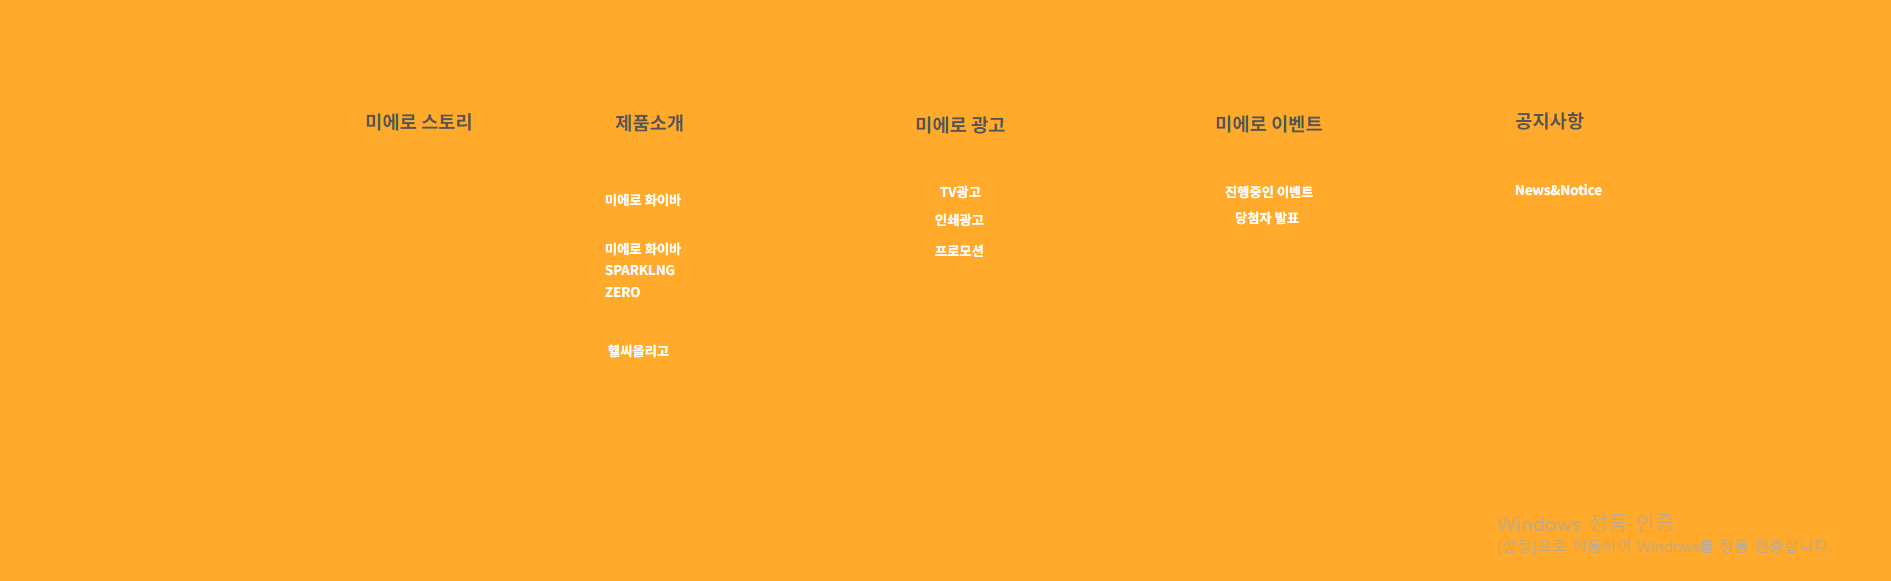 미에로 스토리
제품소개
미에로 광고
미에로 이벤트
공지사항
미에로 화이바
미에로 화이바
SPARKLNG
ZERO
헬씨올리고
TV광고
인쇄광고
프로모션
진행중인 이벤트
당첨자 발표
News&Notice
Windows 정품 인증
[설정]으로 이동하여 Windows를 정품 인증합니다.